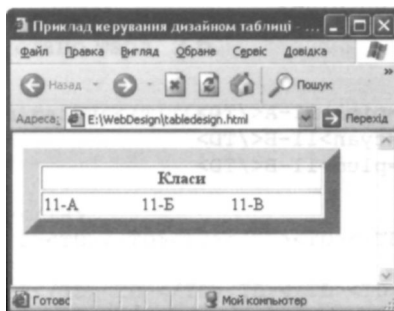 Приклад керування дизайном таблиці - ...
Файл Правка Вигляд Обране Сервіс Довідка
Назад Пошук »
Адреса: E:\WebDesign\tabledesign.html Перехід
Класи
11-А 11-Б 11-В
Готово Мой компьютер